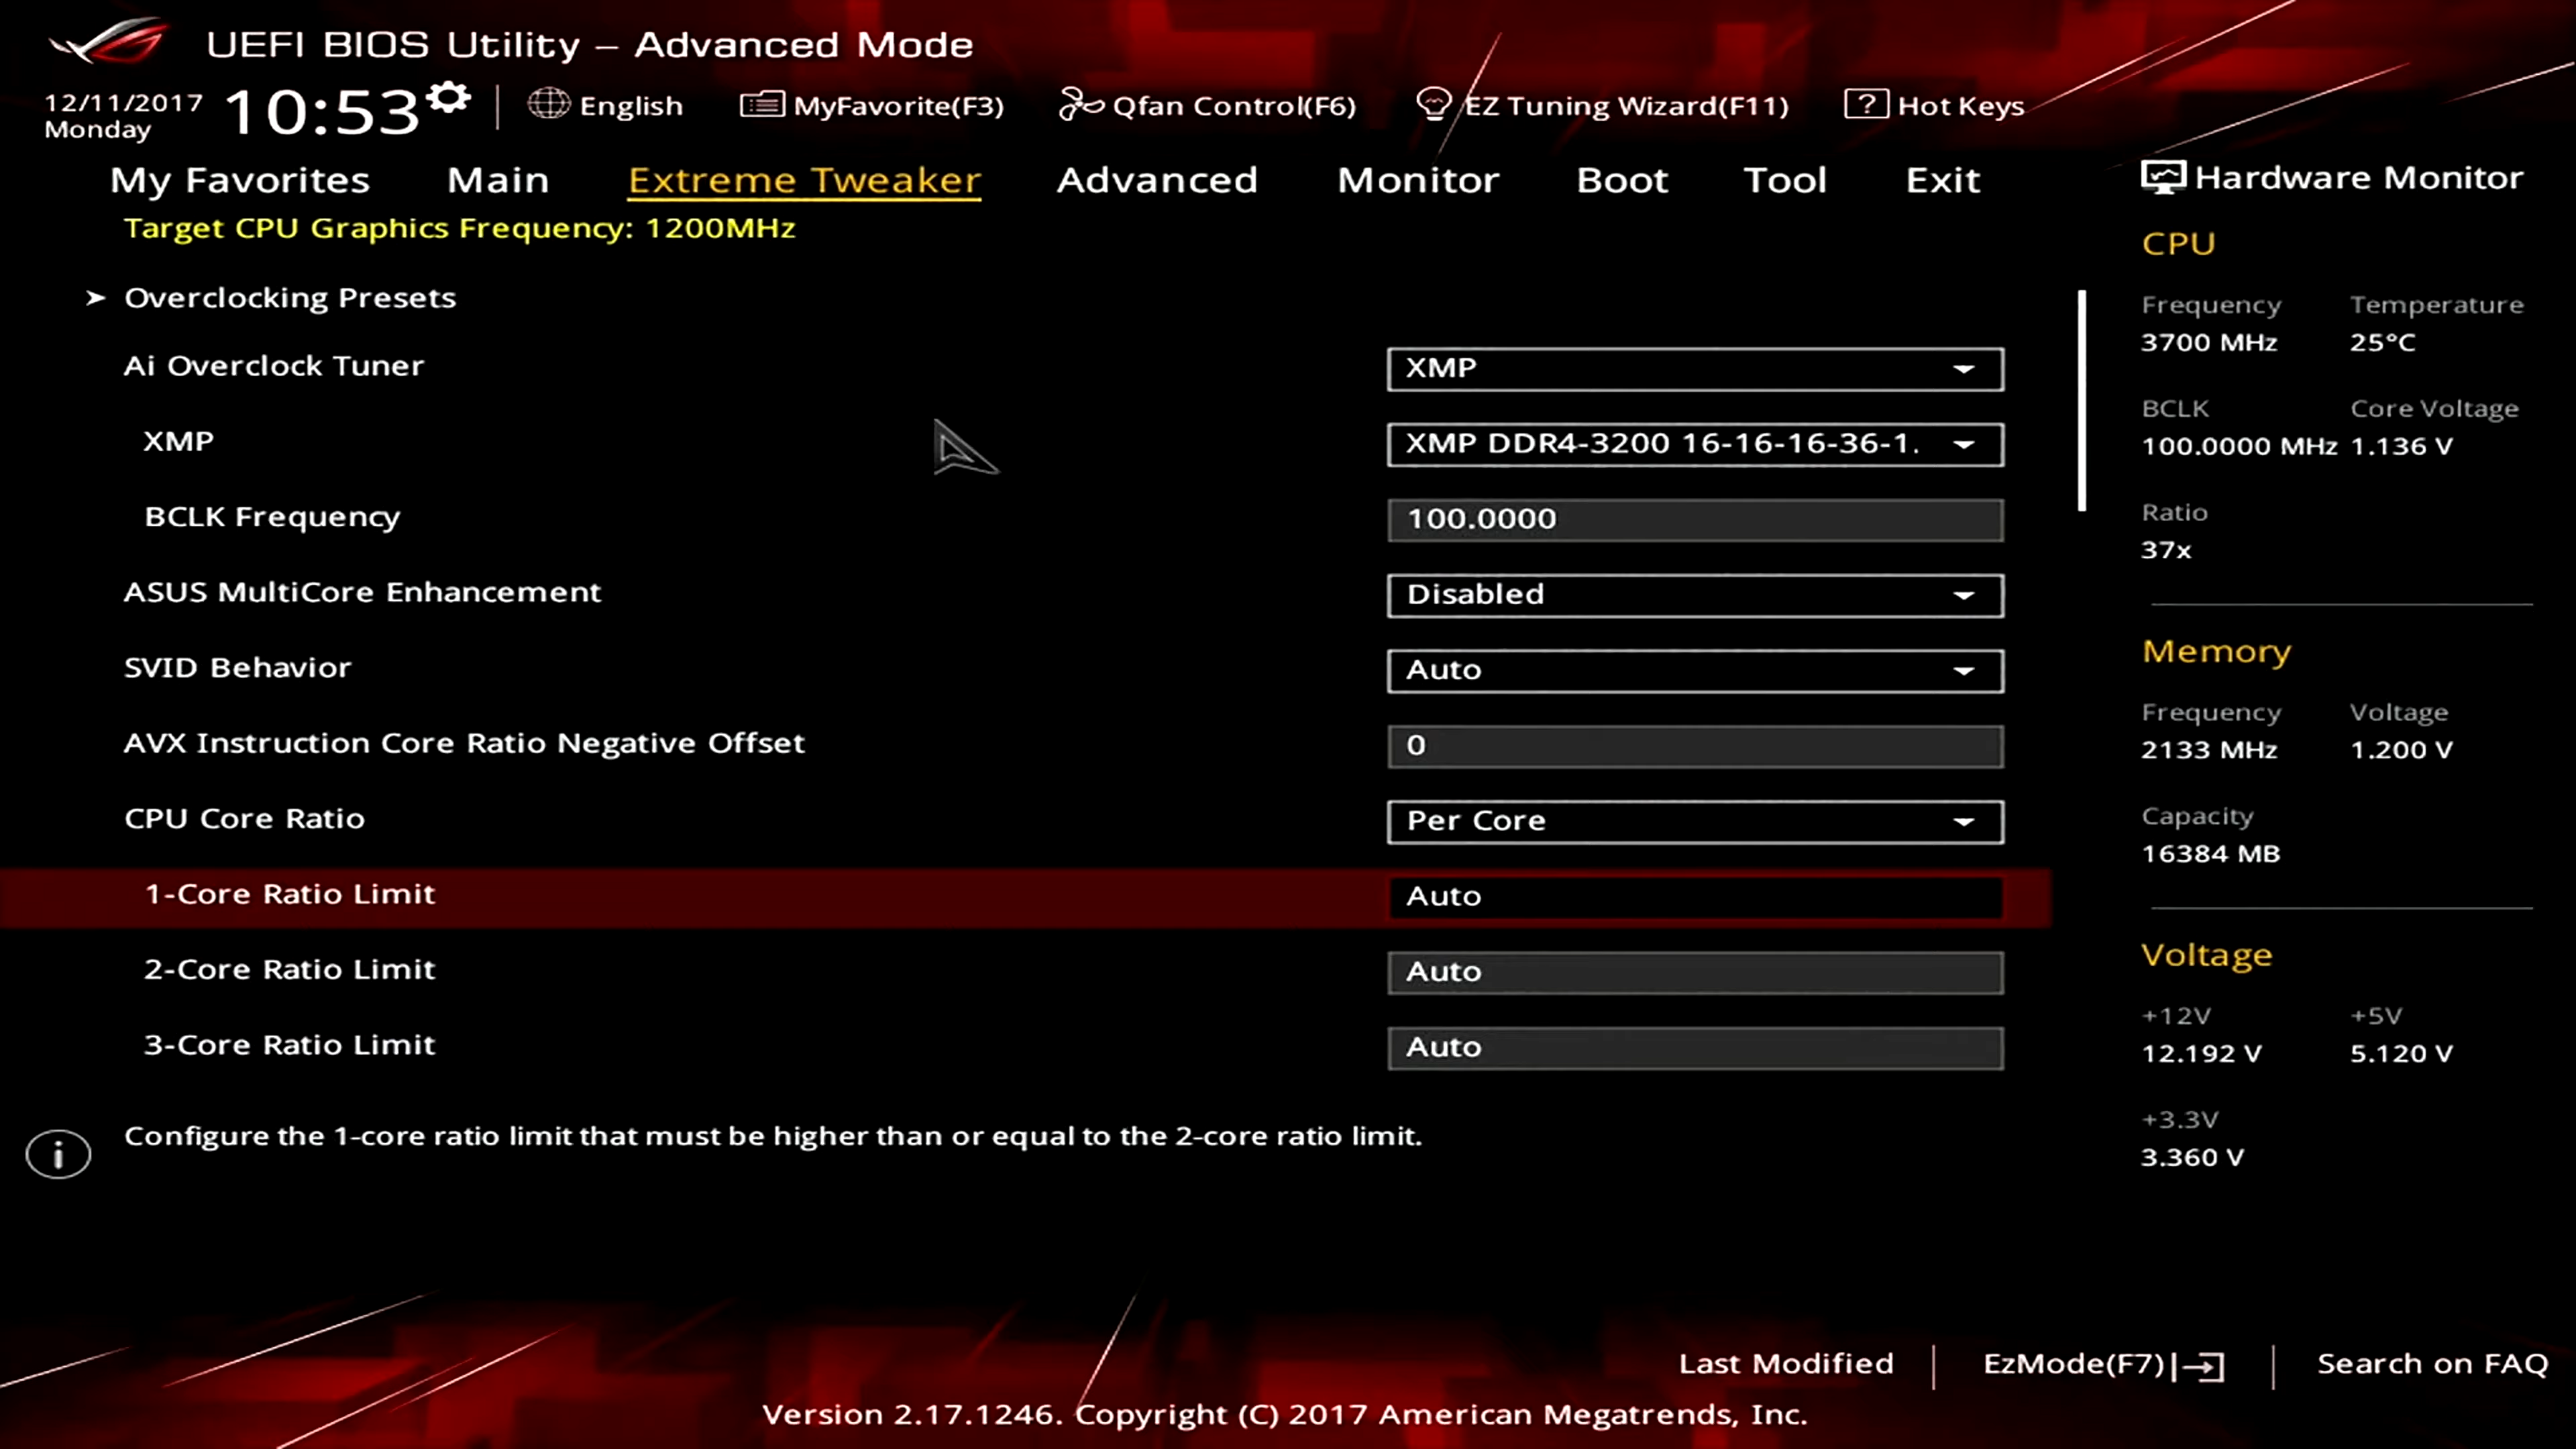 UEFI BIOS Utility – Advanced Mode
12/11/2017
Monday
10:53
English
MyFavorite(F3)
Qfan Control(F6)
EZ Tuning Wizard(F11)
? Hot Keys
My Favorites Main Extreme Tweaker Advanced Monitor Boot Tool Exit
Target CPU Graphics Frequency: 1200MHz
Overclocking Presets
Ai Overclock Tuner XMP
XMP XMP DDR4-3200 16-16-16-36-1.
BCLK Frequency 100.0000
ASUS MultiCore Enhancement Disabled
SVID Behavior Auto
AVX Instruction Core Ratio Negative Offset 0
CPU Core Ratio Per Core
1-Core Ratio Limit Auto
2-Core Ratio Limit Auto
3-Core Ratio Limit Auto
i Configure the 1-core ratio limit that must be higher than or equal to the 2-core ratio limit.
Hardware Monitor
CPU
Frequency Temperature
3700 MHz 25°C
BCLK Core Voltage
100.0000 MHz 1.136 V
Ratio
37x
Memory
Frequency Voltage
2133 MHz 1.200 V
Capacity
16384 MB
Voltage
+12V +5V
12.192 V 5.120 V
+3.3V
3.360 V
Last Modified
EzMode(F7)
Search on FAQ
Version 2.17.1246. Copyright (C) 2017 American Megatrends, Inc.